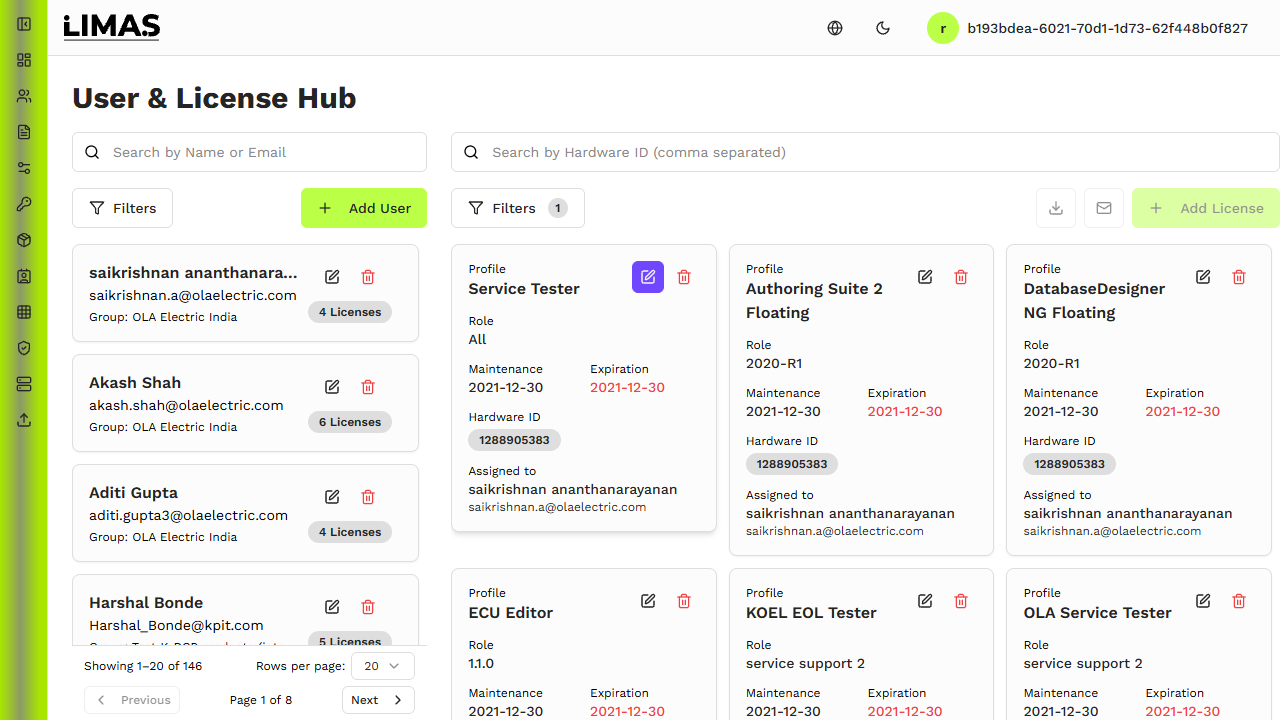 LIMAS
r
b193bdea-6021-70d1-1d73-62f448b0f827
User & License Hub
Search by Name or Email
Search by Hardware ID (comma separated)
Filters
Add User
Filters 1
Add License
saikrishnan ananthanara...
saikrishnan.a@olaelectric.com
Group: OLA Electric India
4 Licenses
Akash Shah
akash.shah@olaelectric.com
Group: OLA Electric India
6 Licenses
Aditi Gupta
aditi.gupta3@olaelectric.com
Group: OLA Electric India
4 Licenses
Harshal Bonde
Harshal_Bonde@kpit.com
5 Licenses
Showing 1–20 of 146
Rows per page: 20
Previous
Page 1 of 8
Next
Profile
Service Tester
Role
All
Maintenance Expiration
2021-12-30 2021-12-30
Hardware ID
1288905383
Assigned to
saikrishnan ananthanarayanan
saikrishnan.a@olaelectric.com
Profile
Authoring Suite 2
Floating
Role
2020-R1
Maintenance Expiration
2021-12-30 2021-12-30
Hardware ID
1288905383
Assigned to
saikrishnan ananthanarayanan
saikrishnan.a@olaelectric.com
Profile
DatabaseDesigner
NG Floating
Role
2020-R1
Maintenance Expiration
2021-12-30 2021-12-30
Hardware ID
1288905383
Assigned to
saikrishnan ananthanarayanan
saikrishnan.a@olaelectric.com
Profile
ECU Editor
Role
1.1.0
Maintenance Expiration
2021-12-30 2021-12-30
Profile
KOEL EOL Tester
Role
service support 2
Maintenance Expiration
2021-12-30 2021-12-30
Profile
OLA Service Tester
Role
service support 2
Maintenance Expiration
2021-12-30 2021-12-30